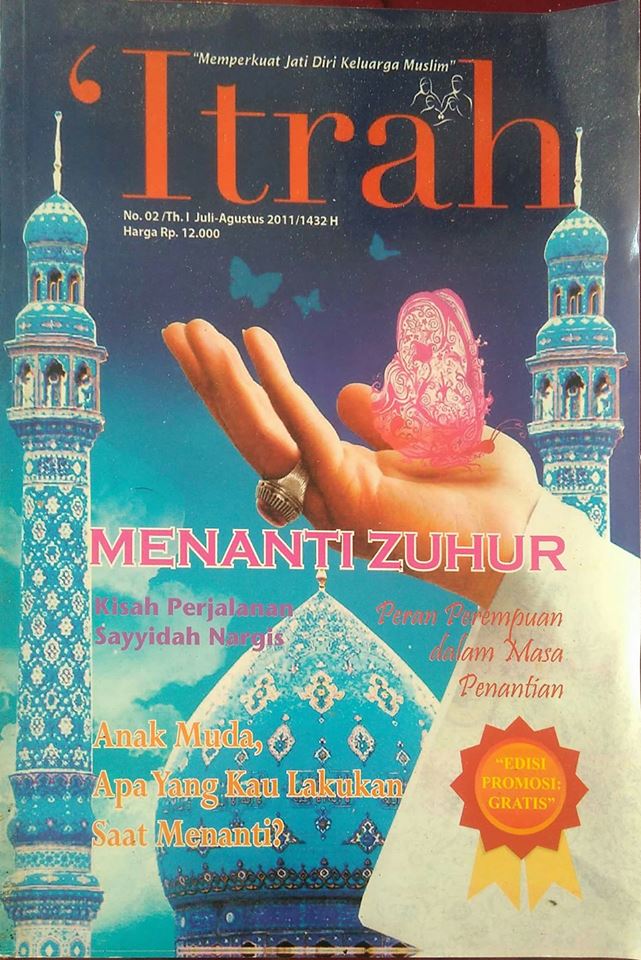 "Memperkuat Jati Diri Keluarga Muslim"
‘Itrah
No. 02 /Th. I Juli-Agustus 2011/1432 H
Harga Rp. 12.000
MENANTI ZUHUR
Kisah Perjalanan
Sayyidah Nargis
Peran Perempuan
dalam Masa
Penantian
Anak Muda,
Apa Yang Kau Lakukan
Saat Menanti?
"EDISI
PROMOSI:
GRATIS"